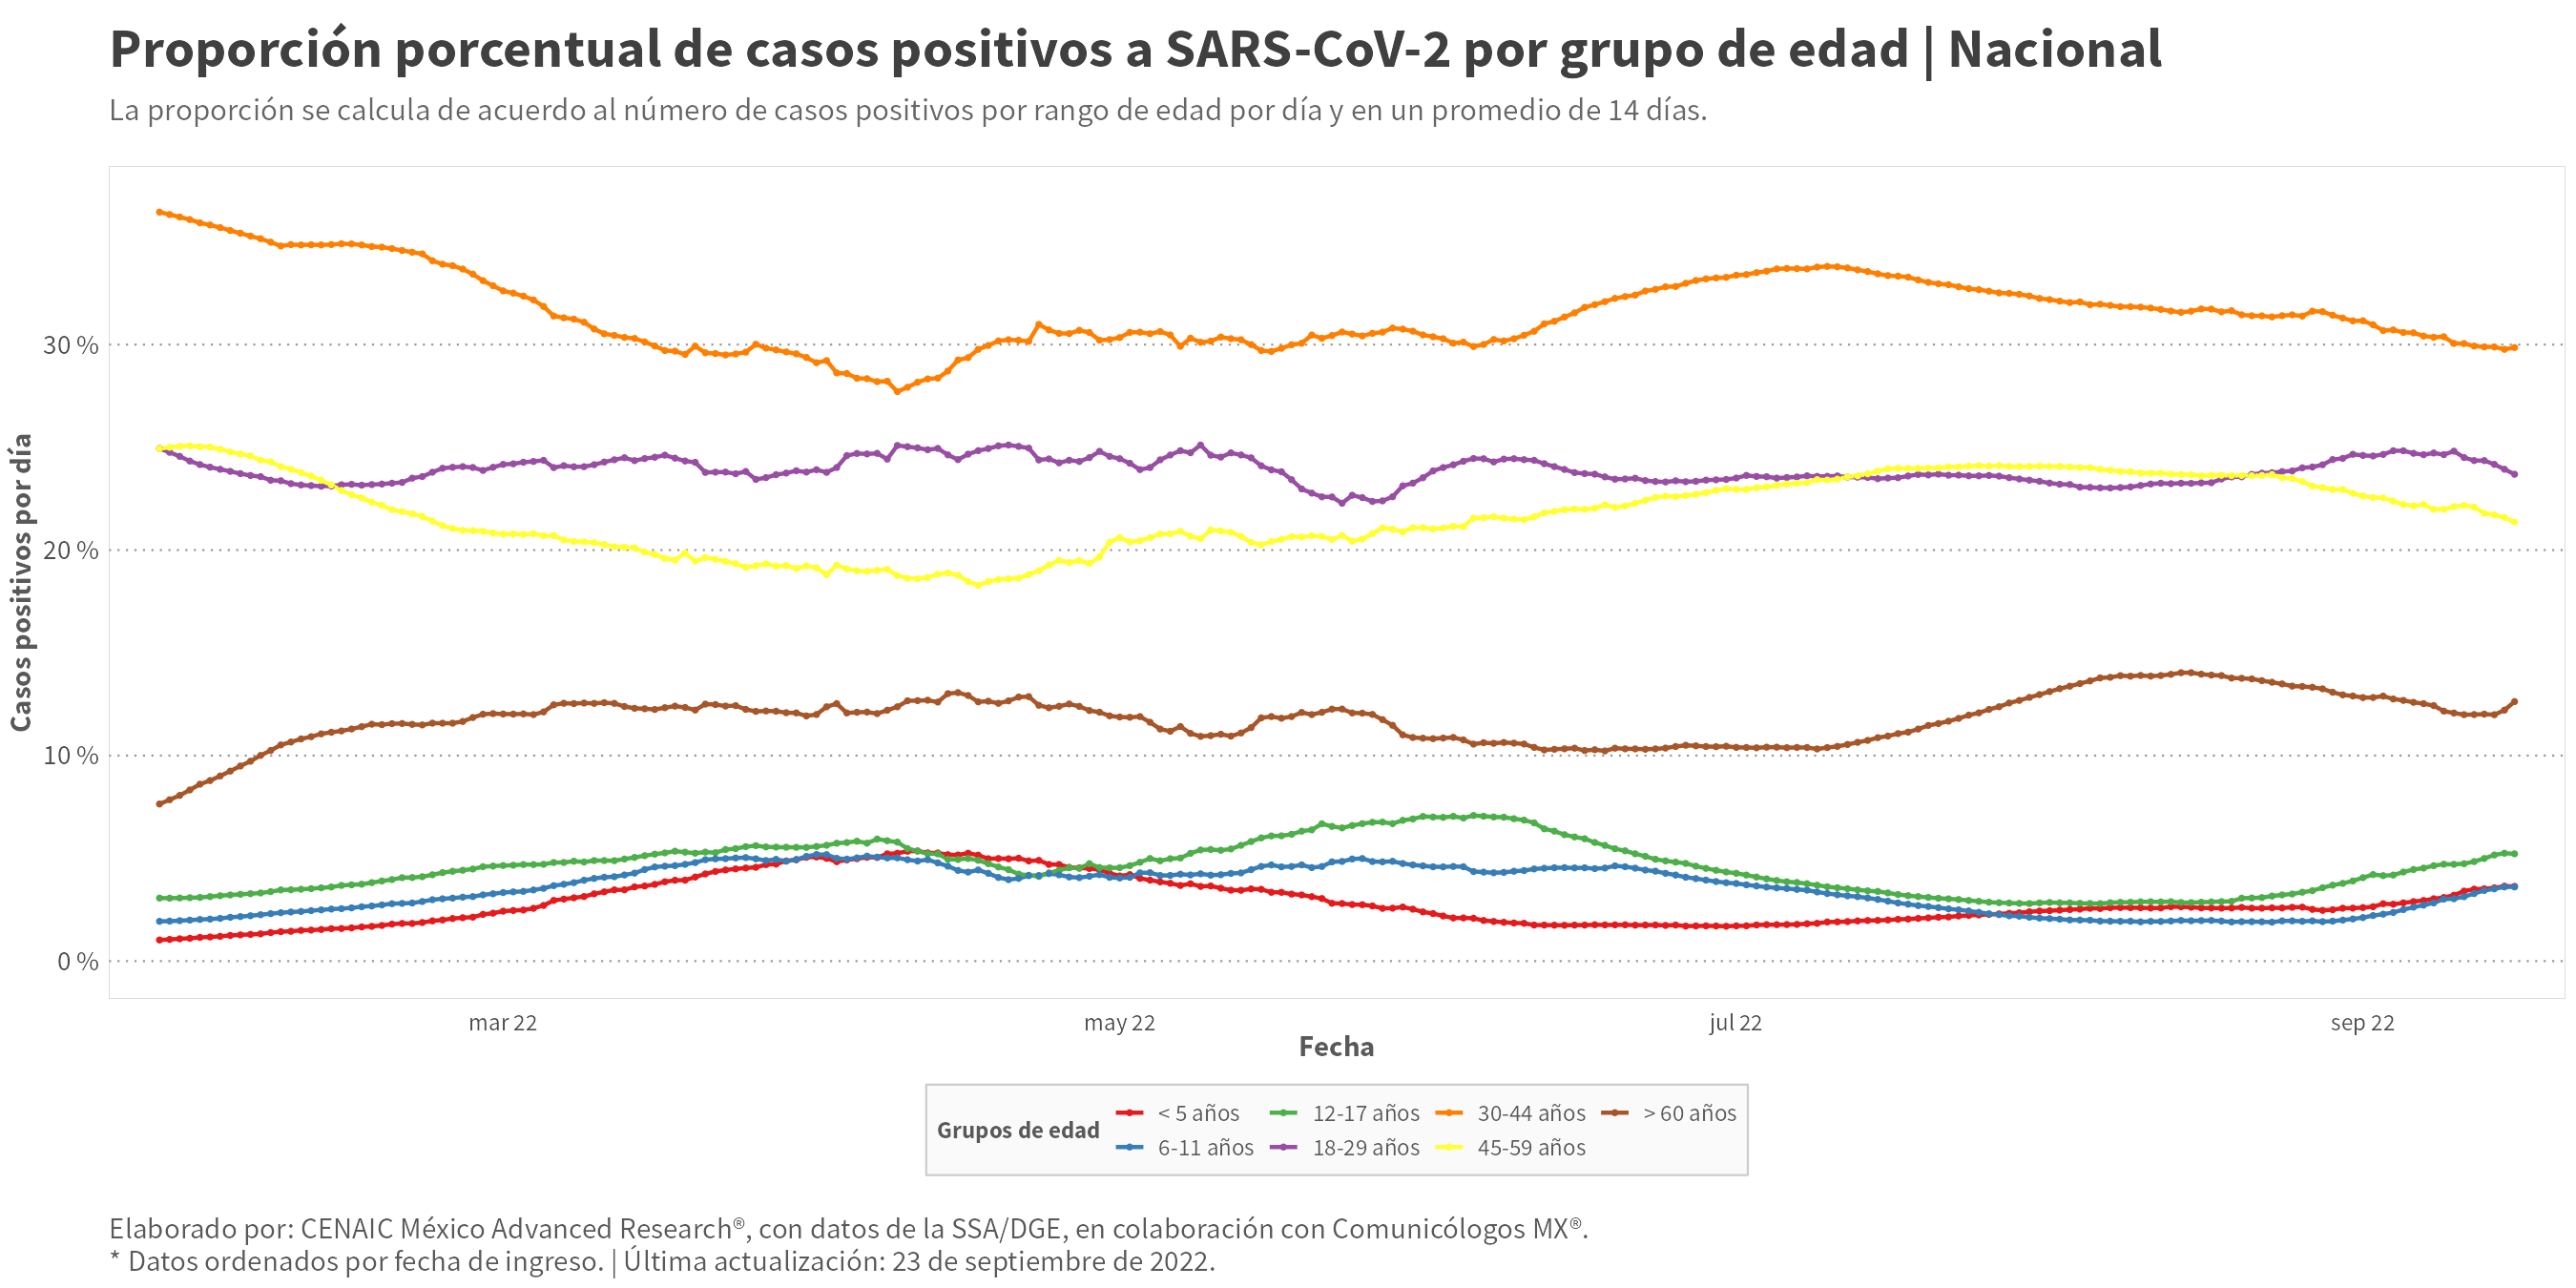 Proporción porcentual de casos positivos a SARS-CoV-2 por grupo de edad | Nacional
La proporción se calcula de acuerdo al número de casos positivos por rango de edad por día y en un promedio de 14 días.
Casos positivos por día
30 %
20 %
10 %
0 %
mar 22
may 22
jul 22
sep 22
Fecha
Grupos de edad
< 5 años
12-17 años
30-44 años
> 60 años
6-11 años
18-29 años
45-59 años
Elaborado por: CENAIC México Advanced Research®, con datos de la SSA/DGE, en colaboración con Comunicólogos MX®.
* Datos ordenados por fecha de ingreso. | Última actualización: 23 de septiembre de 2022.